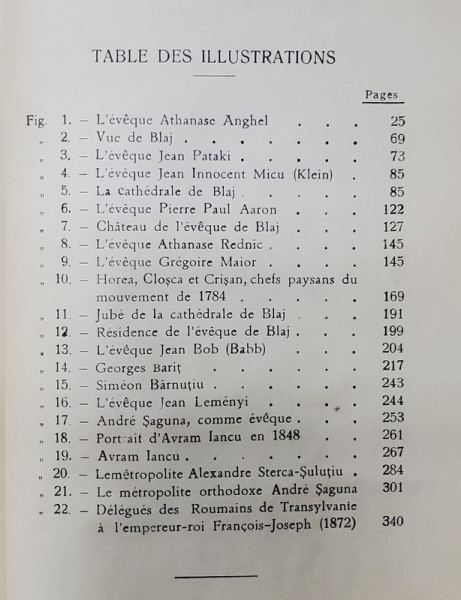 TABLE DES ILLUSTRATIONS
Pages
Fig. 1. — L'évêque Athanase Anghel . . . 25
„ 2. — Vue de Blaj . . . . . . 69
„ 3. — L'évêque Jean Pataki . . . . . 73
„ 4. — L'évêque Jean Innocent Micu (Klein) . 85
„ 5. — La cathédrale de Blaj . . . . 85
„ 6. — L'évêque Pierre Paul Aaron . . . 122
„ 7. — Château de l'évêque de Blaj . . . 127
„ 8. — L'évêque Athanase Rednic . . . 145
„ 9. — L'évêque Grégoire Maior . . . . 145
„ 10. — Horea, Cloşca et Crişan, chefs paysans du
mouvement de 1784 . . . . . 169
„ 11. — Jubé de la cathédrale de Blaj . . . 191
„ 12. — Résidence de l'évêque de Blaj . . . 199
„ 13. — L'évêque Jean Bob (Babb) . . . 204
„ 14. — Georges Bariţ . . . . . 217
„ 15. — Siméon Bărnuţiu . . . . . 243
„ 16. — L'évêque Jean Leményi . . . . 244
„ 17. — André Şaguna, comme évêque . . . 253
„ 18. — Portrait d'Avram Iancu en 1848 . . 261
„ 19. — Avram Iancu . . . . . . 267
„ 20. — Lemêtropolite Alexandre Sterca-Şuluţiu . 284
„ 21. — Le métropolite orthodoxe André Şaguna 301
„ 22. — Délégués des Roumains de Transylvanie
à l'empereur-roi François-Joseph (1872) 340